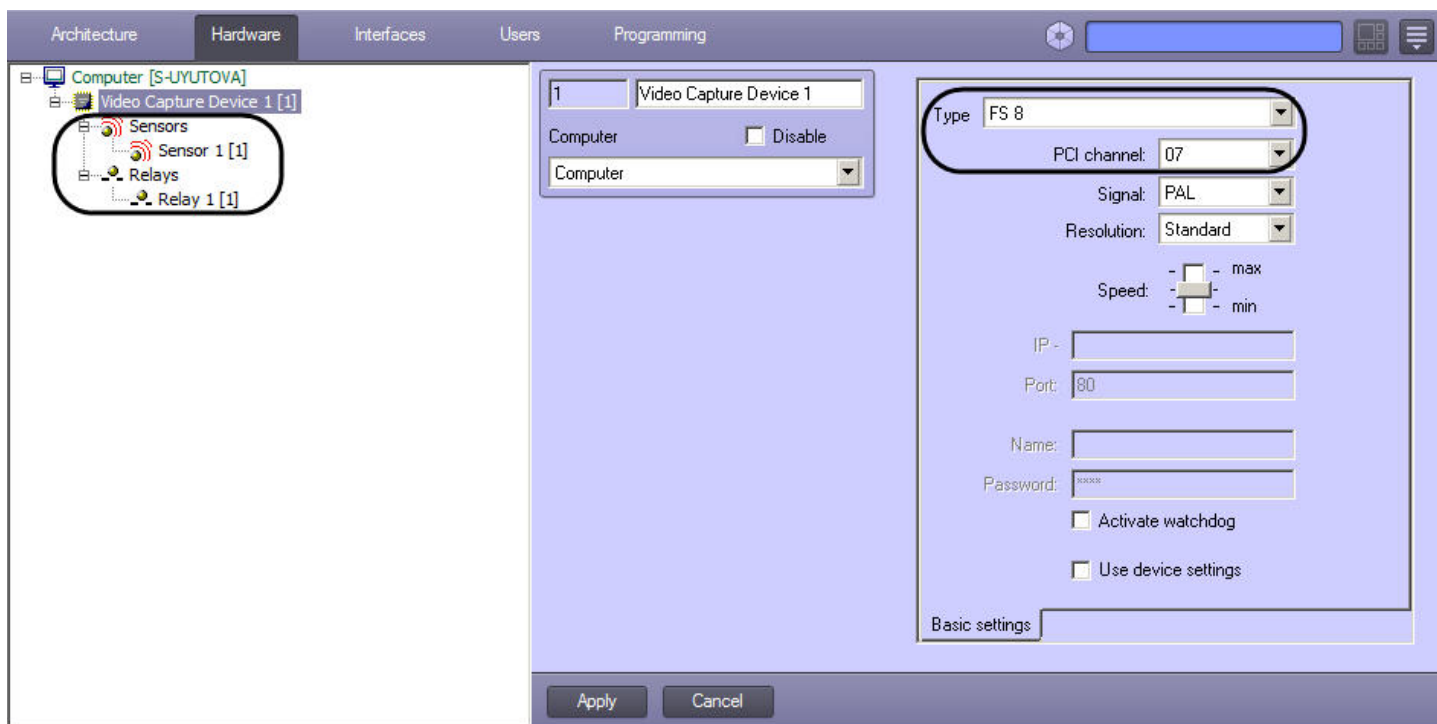 Architecture Hardware Interfaces Users Programming
Computer [S-UYUTOVA]
Video Capture Device 1 [1]
Sensors
Sensor 1 [1]
Relays
Relay 1 [1]
1 Video Capture Device 1
Computer Disable
Computer
Type FS 8
PCI channel: 07
Signal: PAL
Resolution: Standard
max
Speed:
min
IP -
Port: 80
Name:
Password: ****
Activate watchdog
Use device settings
Basic settings
Apply Cancel